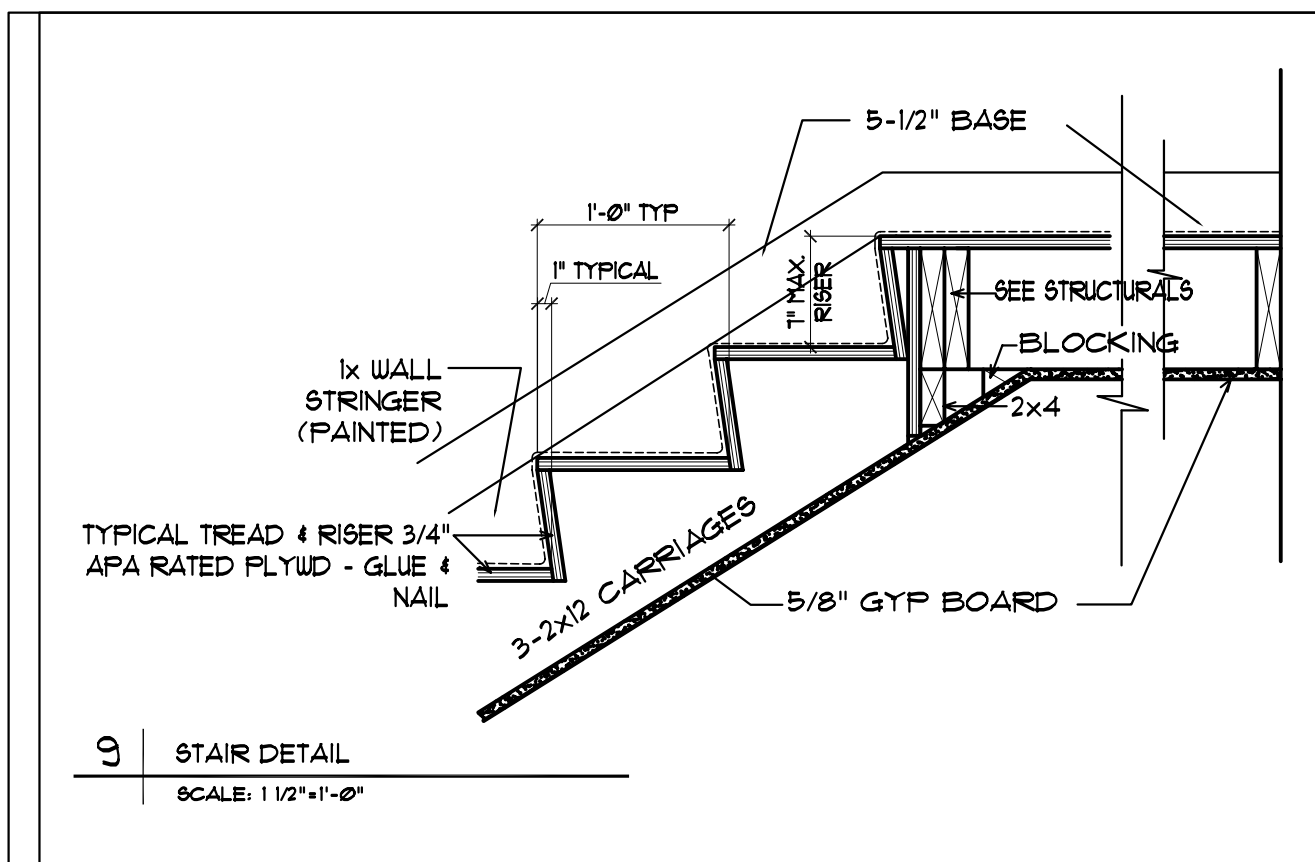 5-1/2" BASE
1'-0" TYP
1" TYPICAL
7" MAX.
RISER
SEE STRUCTURALS
BLOCKING
1x WALL
STRINGER
(PAINTED)
2x4
TYPICAL TREAD & RISER 3/4"
APA RATED PLYWD - GLUE &
NAIL
3-2x12 CARRIAGES
5/8" GYP BOARD
9
STAIR DETAIL
SCALE: 1 1/2"=1'-0"